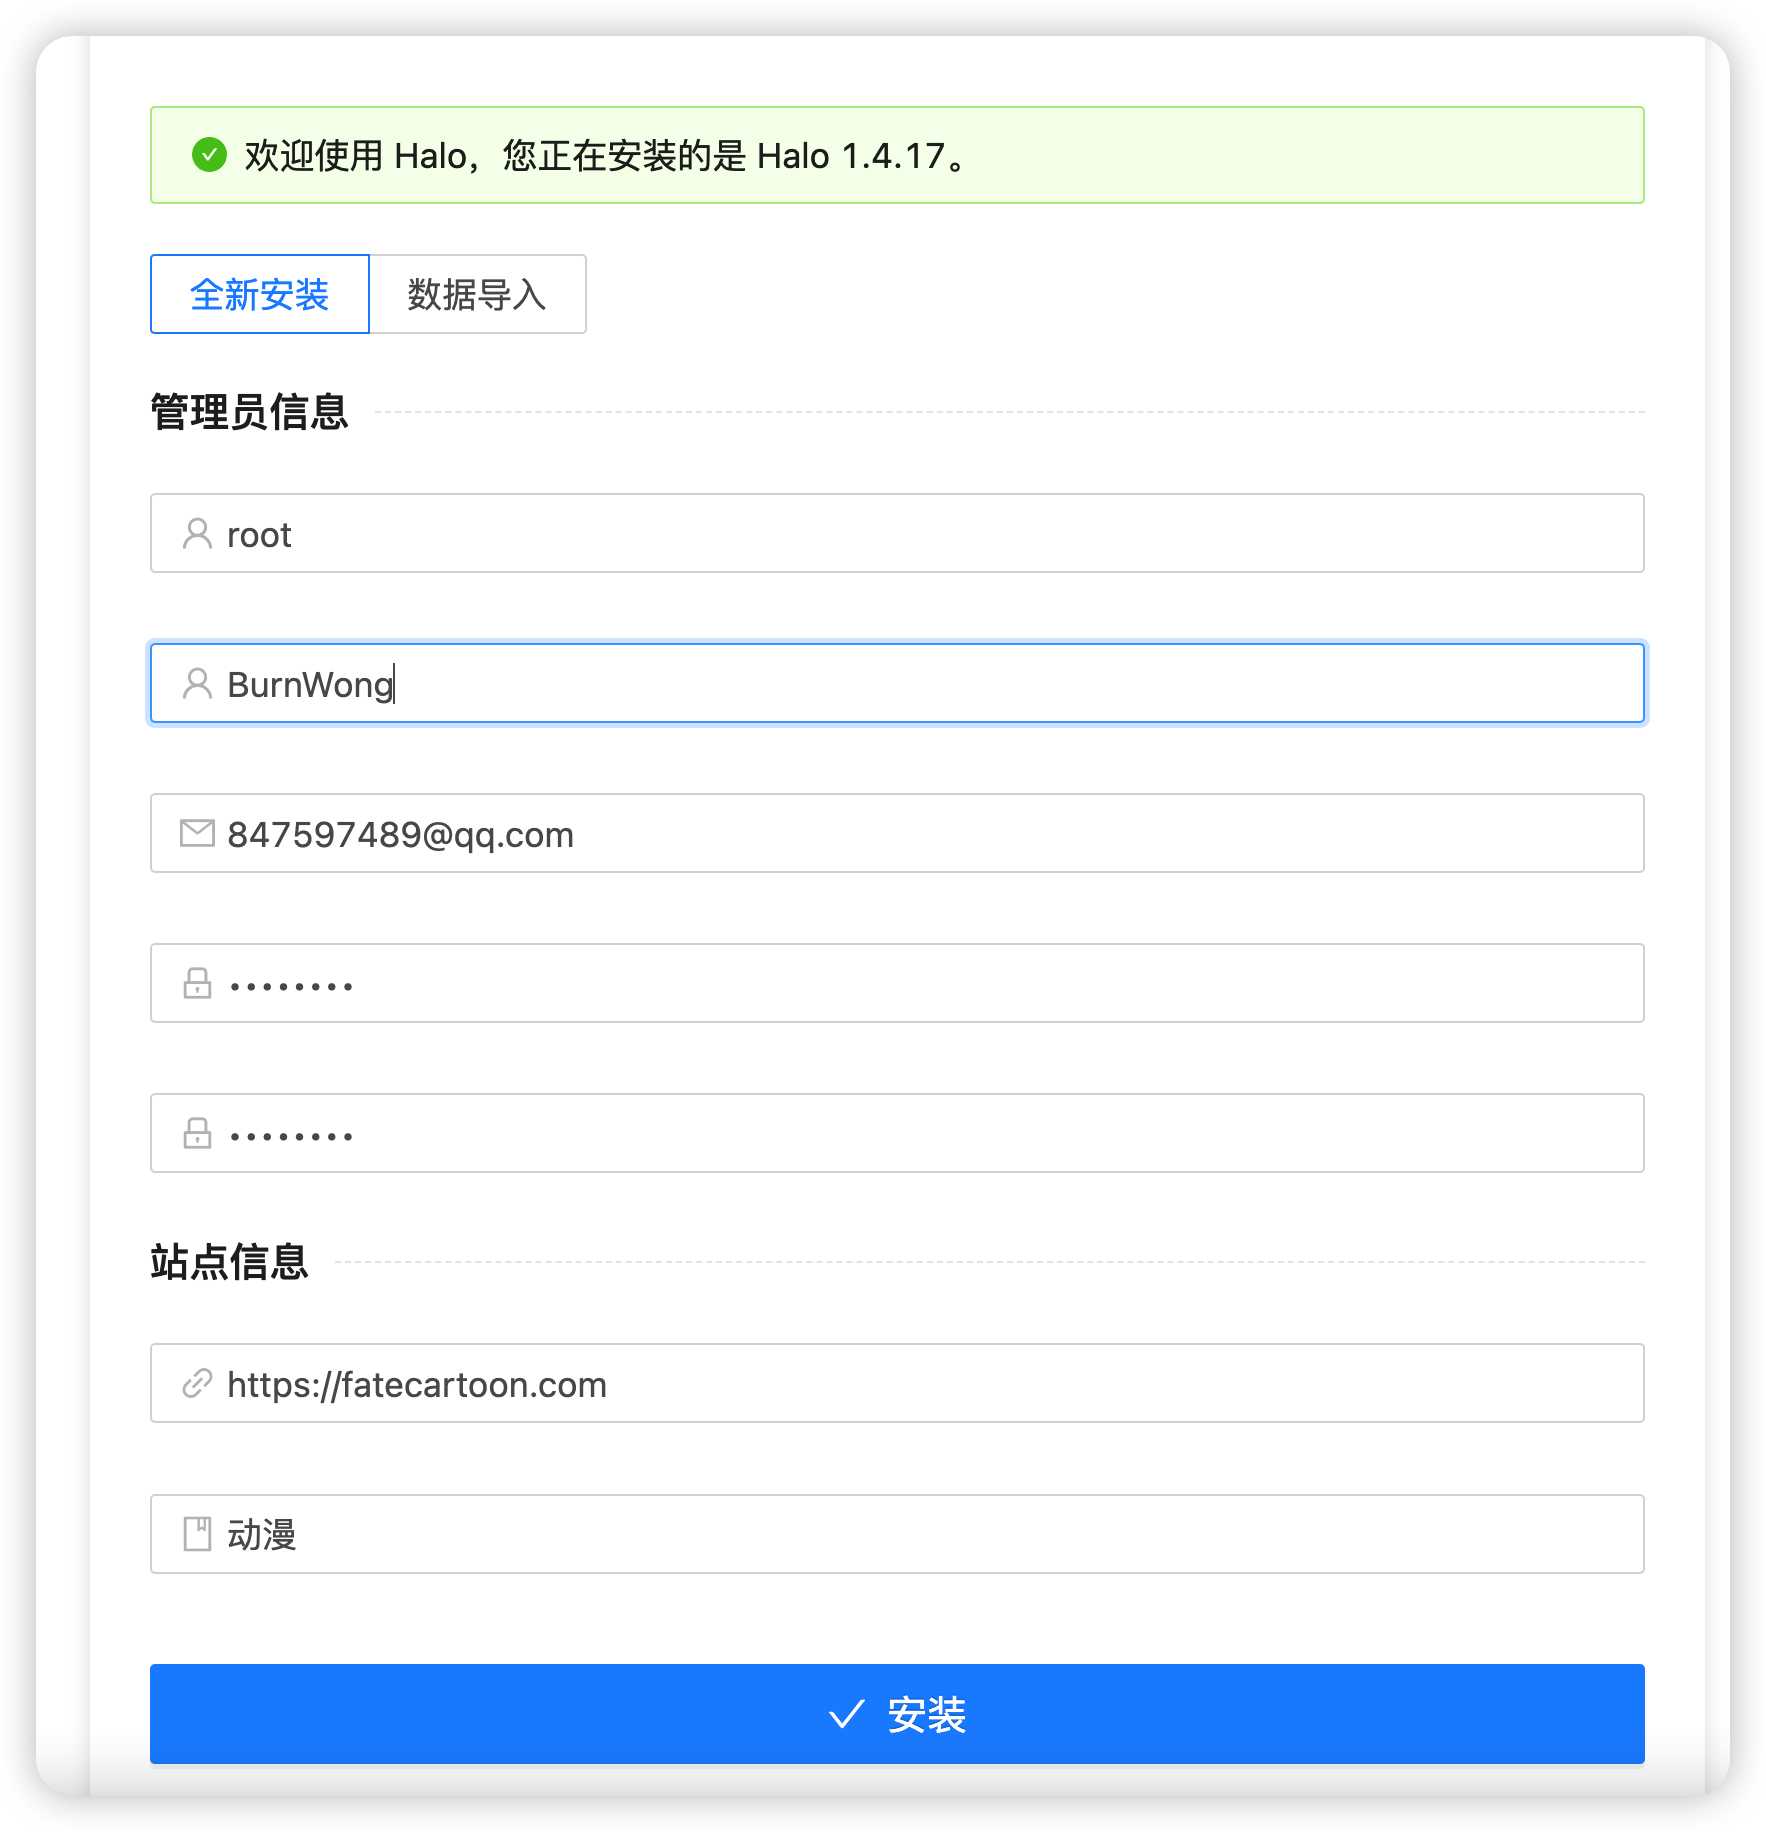 欢迎使用 Halo，您正在安装的是 Halo 1.4.17。
全新安装 数据导入
管理员信息
root
BurnWong
847597489@qq.com
••••••••
••••••••
站点信息
https://fatecartoon.com
动漫
安装